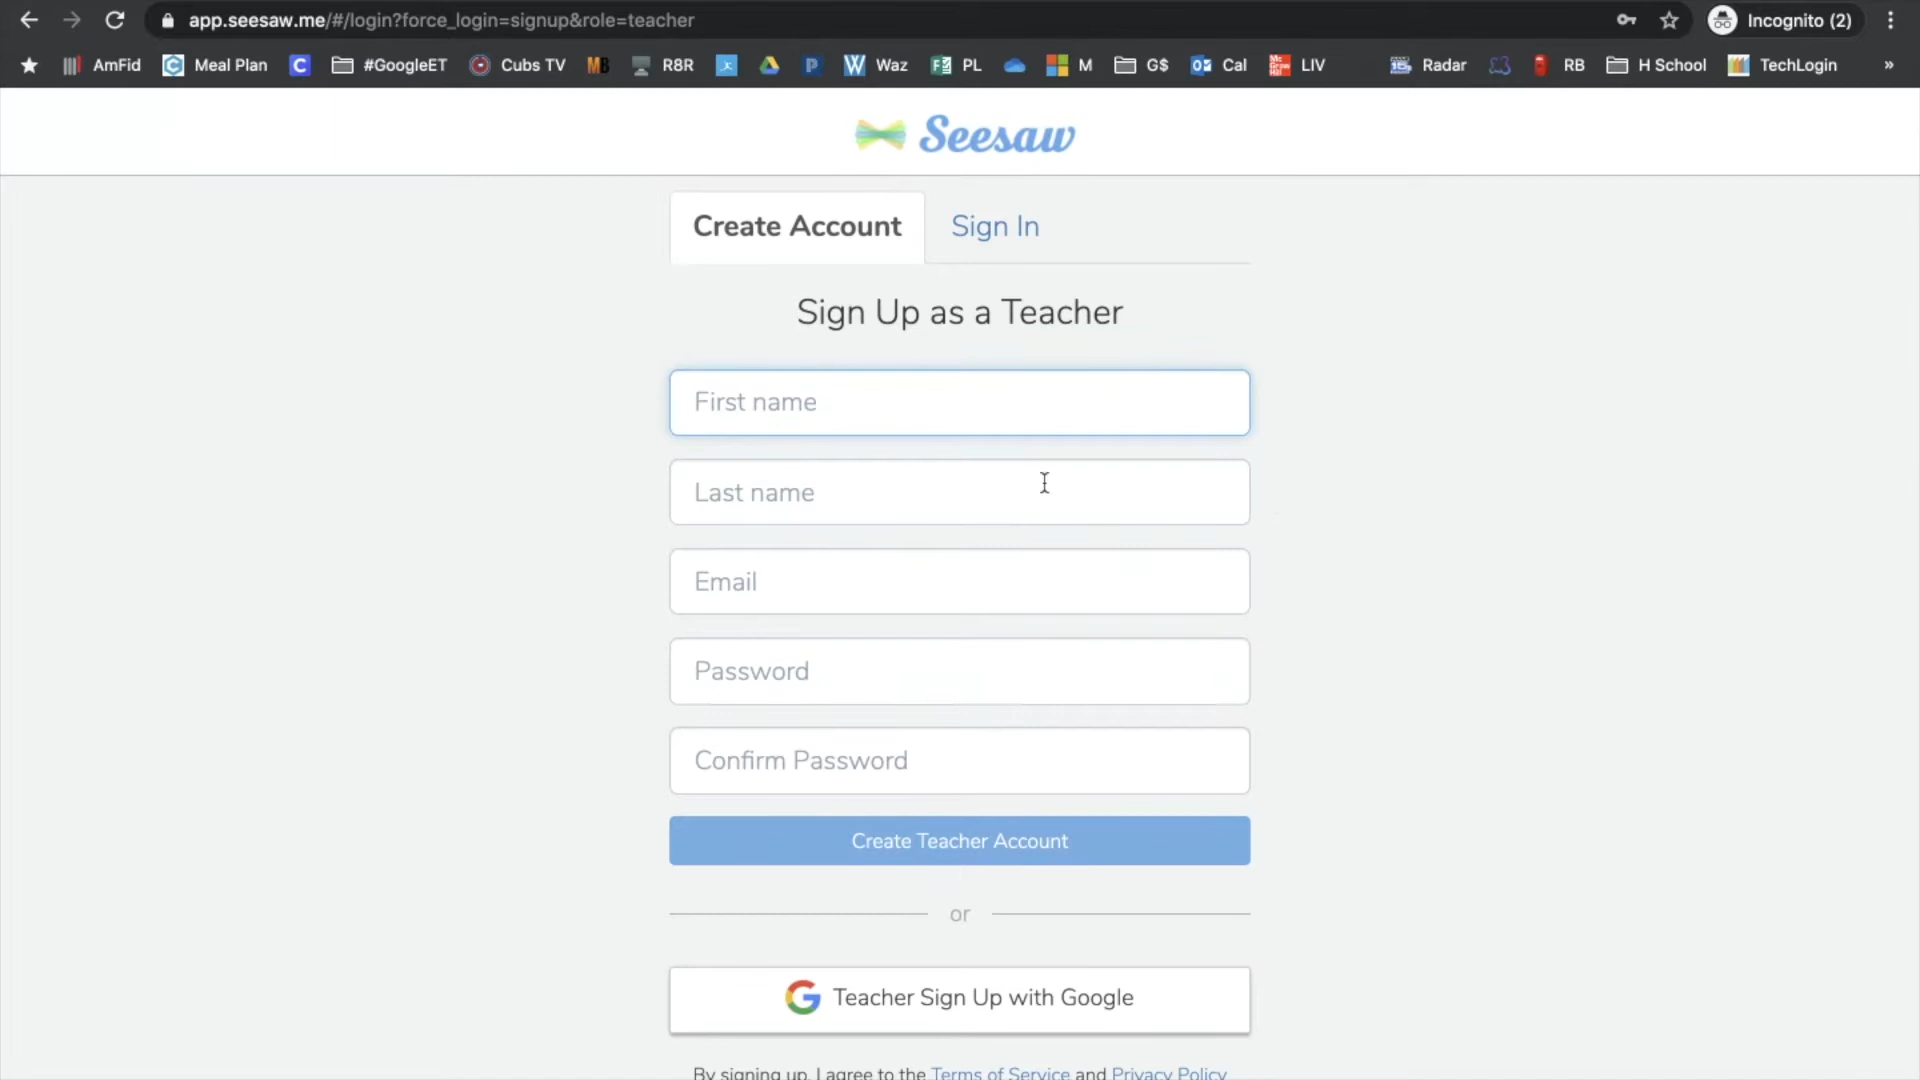 app.seesaw.me/#/login?force_login=signup&role=teacher
Incognito (2)
AmFid
Meal Plan
C
#GoogleET
Cubs TV
MB
R8R
Waz
PL
M
G$
Cal
LIV
Radar
RB
H School
TechLogin
»
Seesaw
Create Account
Sign In
Sign Up as a Teacher
First name
Last name
Email
Password
Confirm Password
Create Teacher Account
or
Teacher Sign Up with Google
By signing up, I agree to the Terms of Service and Privacy Policy